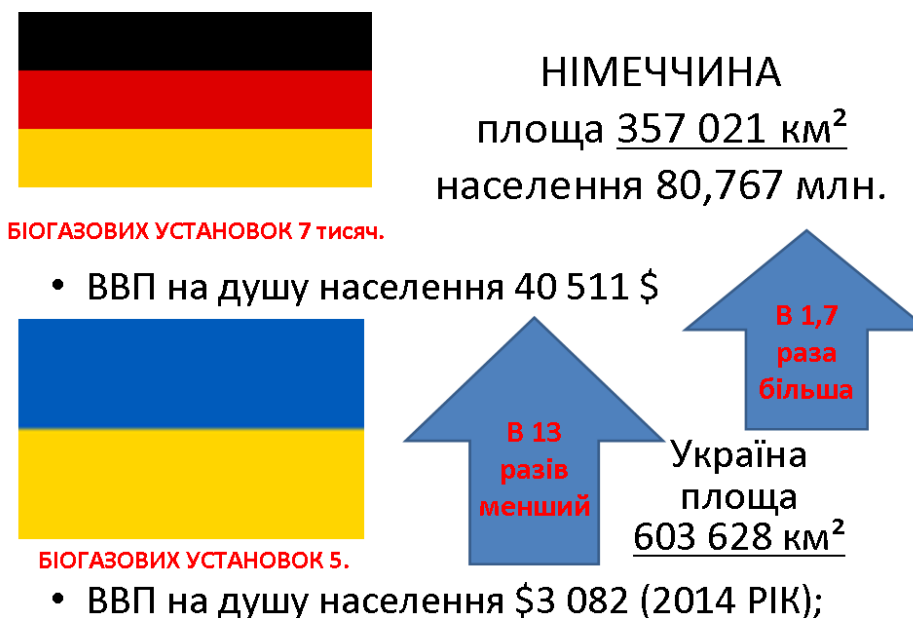 НІМЕЧЧИНА
площа 357 021 км²
населення 80,767 млн.
БІОГАЗОВИХ УСТАНОВОК 7 тисяч.
• ВВП на душу населення 40 511 $
В 1,7
раза
більша
В 13
разів
менший
Україна
площа
603 628 км²
БІОГАЗОВИХ УСТАНОВОК 5.
• ВВП на душу населення $3 082 (2014 РІК);